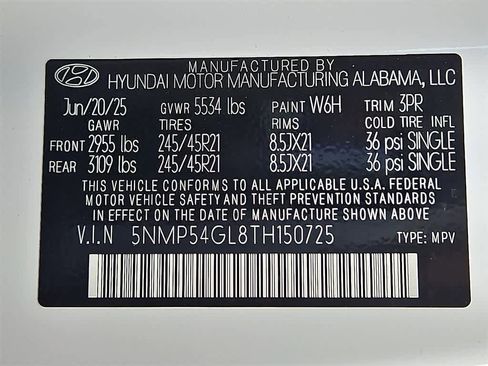 MANUFACTURED BY
HYUNDAI MOTOR MANUFACTURING ALABAMA, LLC
Jun/20/25 GVWR 5534 lbs PAINT W6H TRIM 3PR
GAWR TIRES RIMS COLD TIRE INFL
FRONT 2955 lbs 245/45R21 8.5JX21 36 psi SINGLE
REAR 3109 lbs 245/45R21 8.5JX21 36 psi SINGLE
THIS VEHICLE CONFORMS TO ALL APPLICABLE U.S.A. FEDERAL
MOTOR VEHICLE SAFETY AND THEFT PREVENTION STANDARDS
IN EFFECT ON THE DATE OF MANUFACTURE SHOWN ABOVE.
V.I.N 5NMP54GL8TH150725 TYPE: MPV